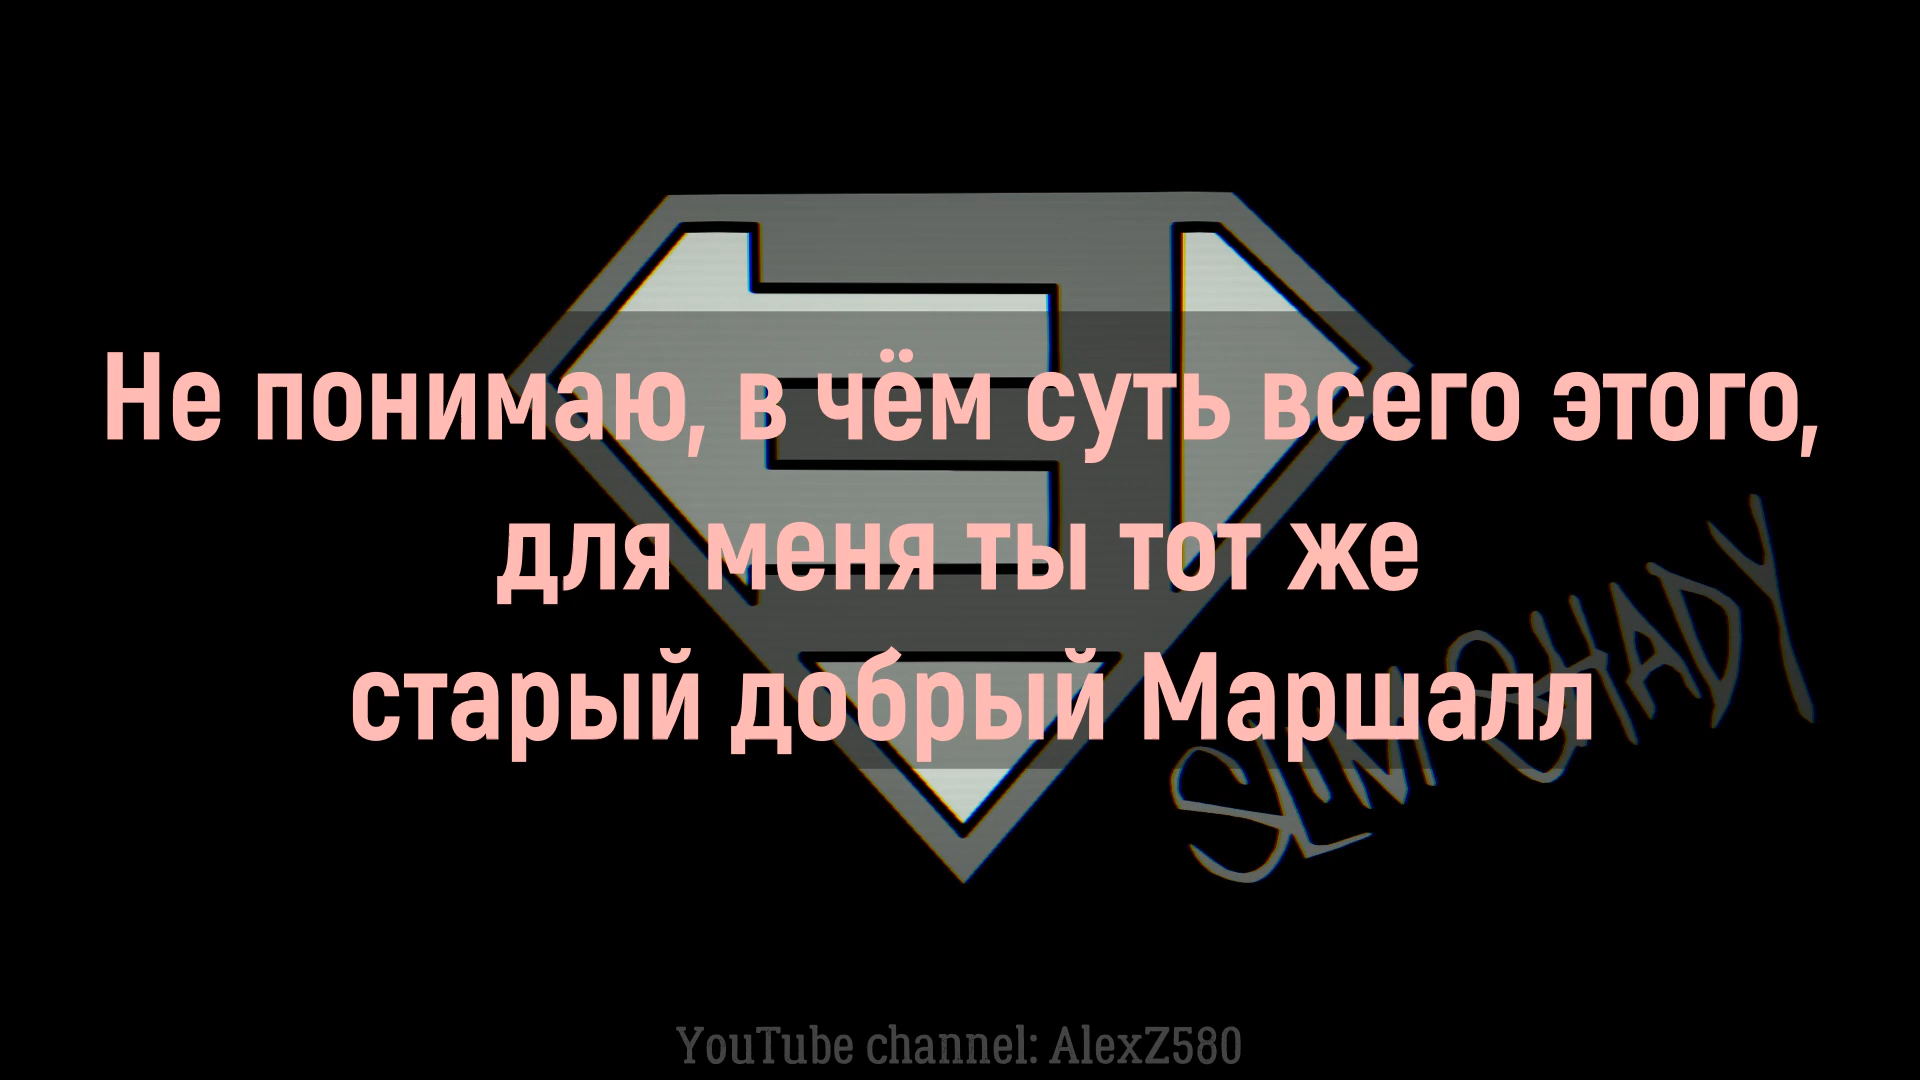 Не понимаю, в чём суть всего этого,
для меня ты тот же
старый добрый Маршалл
SLIM SHADY
YouTube channel: AlexZ580